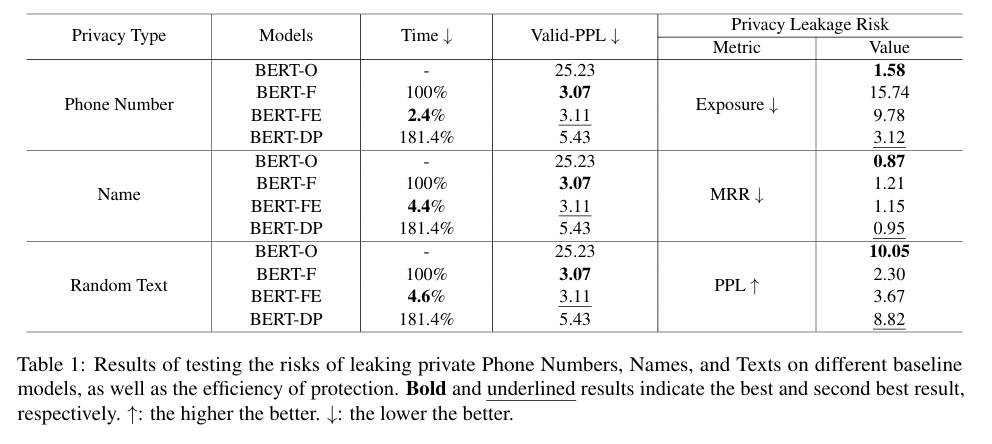 Privacy Type Models Time ↓ Valid-PPL ↓ Privacy Leakage Risk
Metric Value
Phone Number BERT-O - 25.23 Exposure ↓ 1.58
BERT-F 100% 3.07 15.74
BERT-FE 2.4% 3.11 9.78
BERT-DP 181.4% 5.43 3.12
Name BERT-O - 25.23 MRR ↓ 0.87
BERT-F 100% 3.07 1.21
BERT-FE 4.4% 3.11 1.15
BERT-DP 181.4% 5.43 0.95
Random Text BERT-O - 25.23 PPL ↑ 10.05
BERT-F 100% 3.07 2.30
BERT-FE 4.6% 3.11 3.67
BERT-DP 181.4% 5.43 8.82
Table 1: Results of testing the risks of leaking private Phone Numbers, Names, and Texts on different baseline
models, as well as the efficiency of protection. Bold and underlined results indicate the best and second best result,
respectively. ↑: the higher the better. ↓: the lower the better.